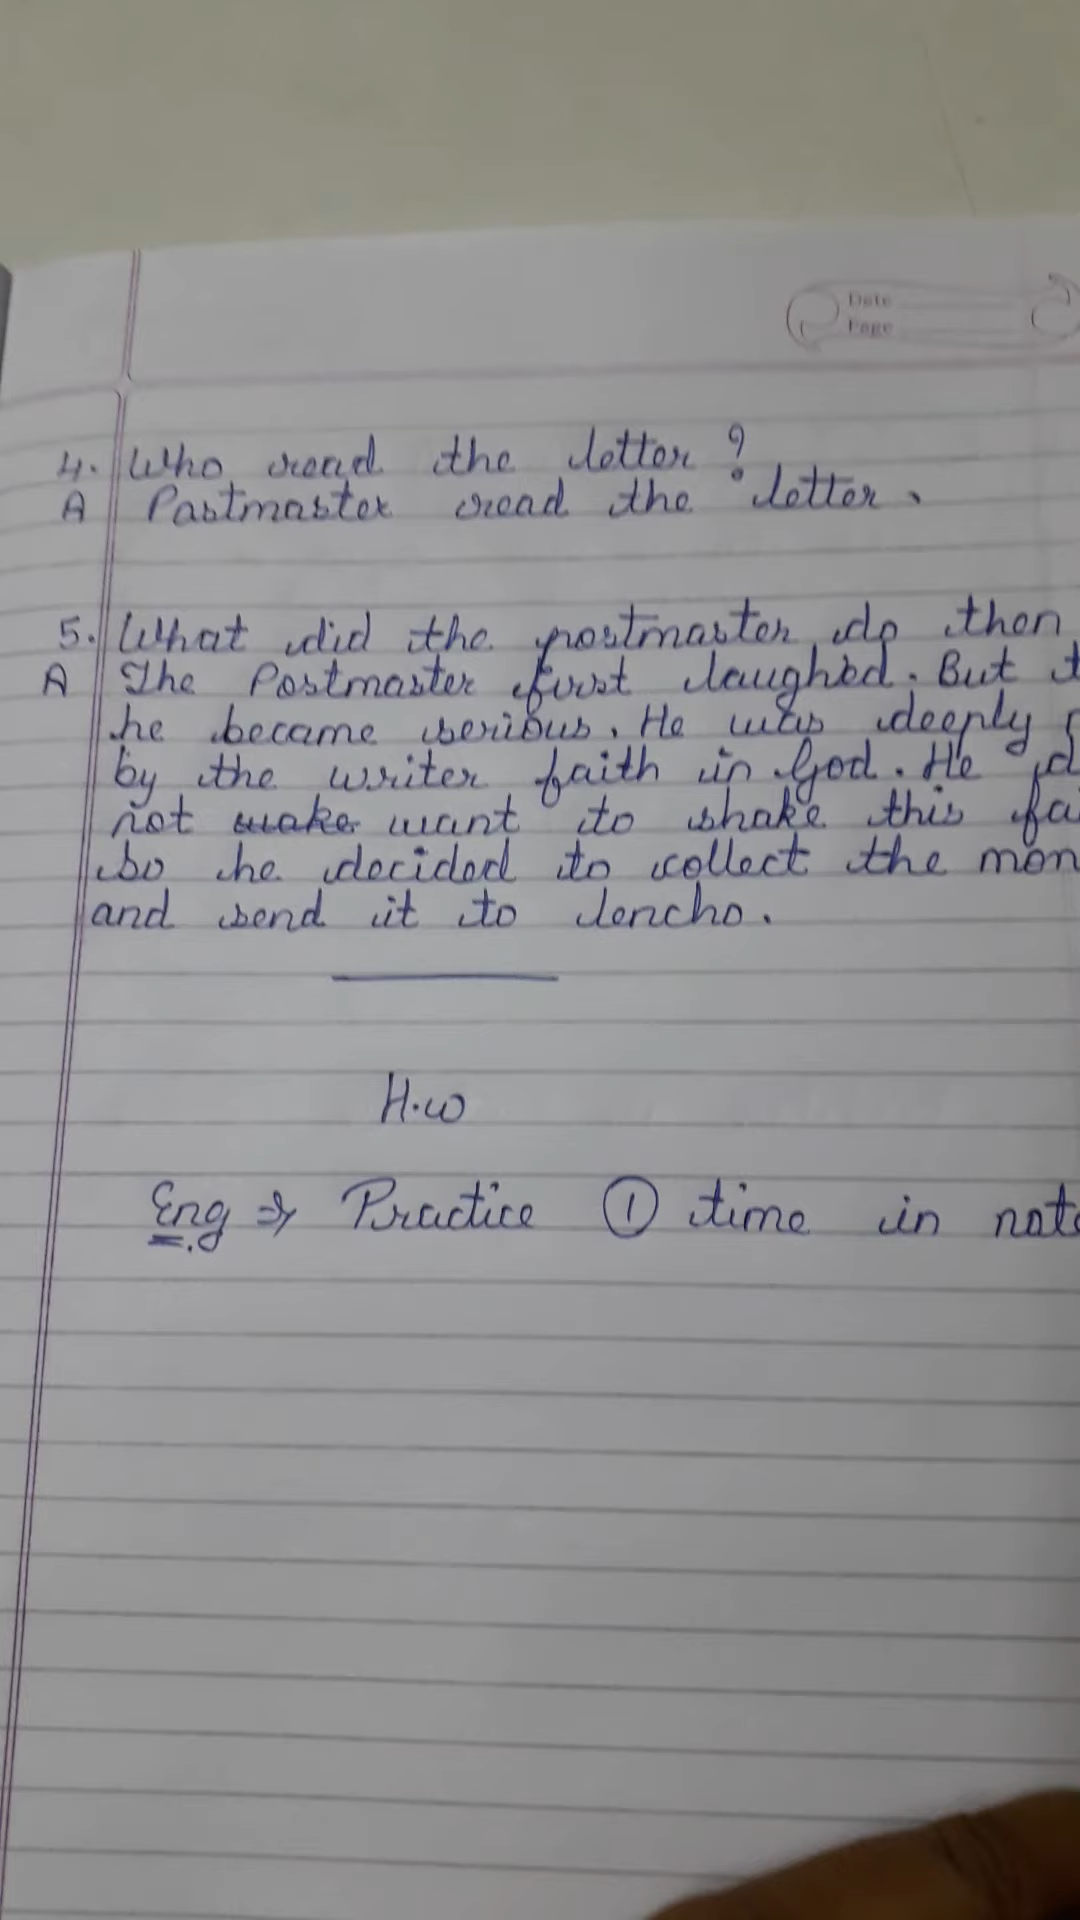 Date
Page
4. Who read the letter?
A Postmaster read the letter.
5. What did the postmaster do then
A The Postmaster first laughed. But
he became serious. He was deeply
by the writer faith in God. He
not make want to shake this
so he decided to collect the
and send it to lencho.
H.w
Eng ⇒ Practice ① time in